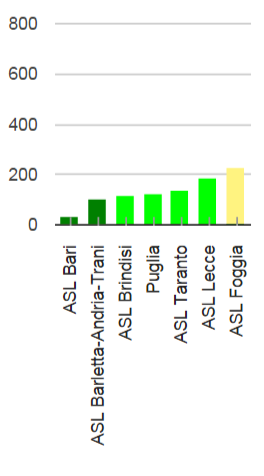 800
600
400
200
0
ASL Bari
ASL Barletta-Andria-Trani
ASL Brindisi
Puglia
ASL Taranto
ASL Lecce
ASL Foggia